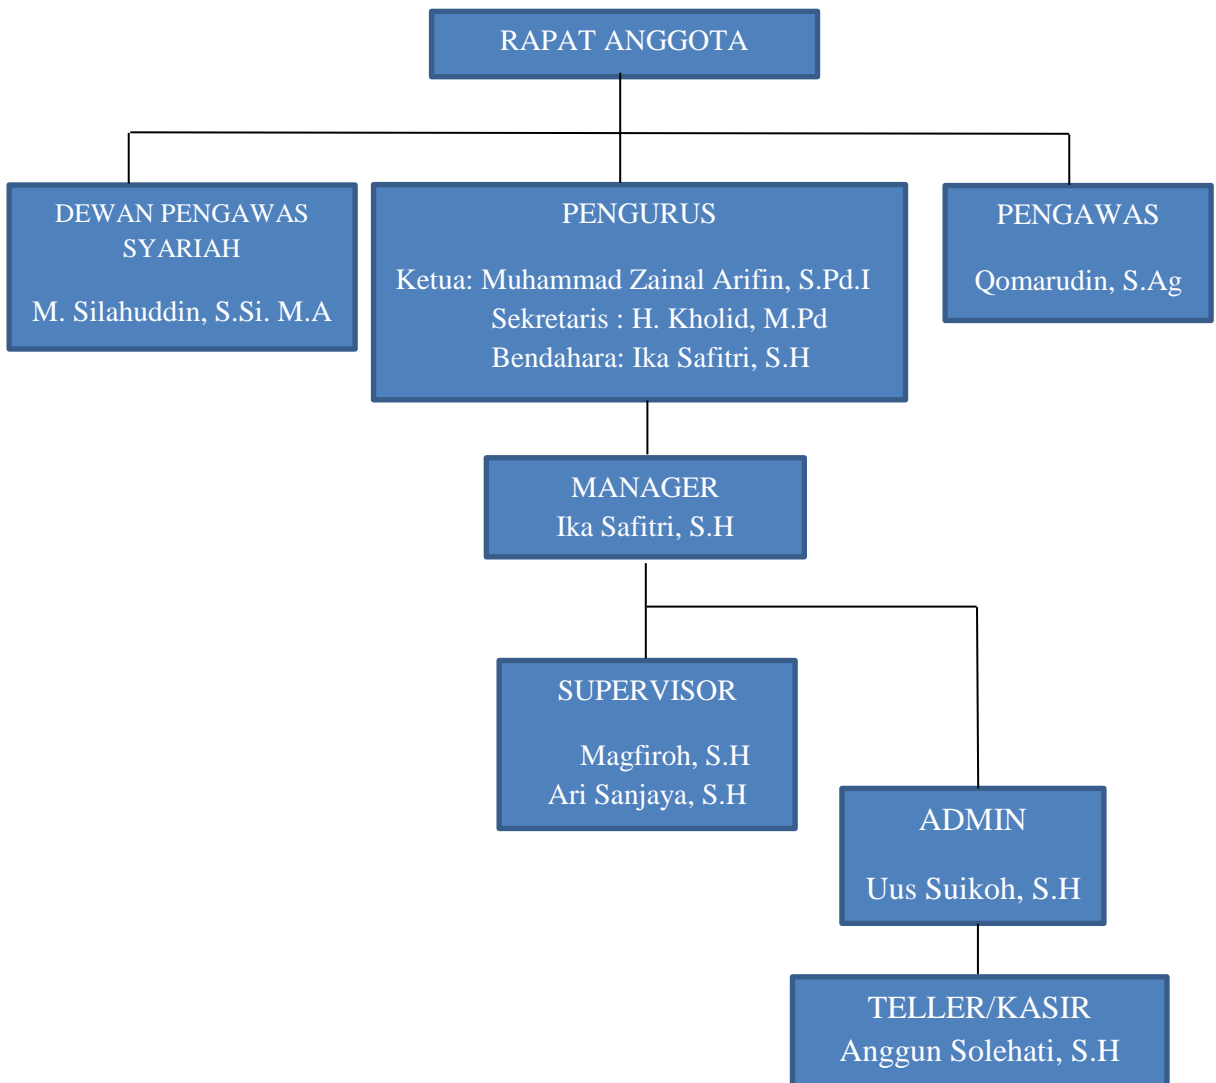 RAPAT ANGGOTA
DEWAN PENGAWAS
SYARIAH
M. Silahuddin, S.Si. M.A
PENGURUS
Ketua: Muhammad Zainal Arifin, S.Pd.I
Sekretaris : H. Kholid, M.Pd
Bendahara: Ika Safitri, S.H
PENGAWAS
Qomarudin, S.Ag
MANAGER
Ika Safitri, S.H
SUPERVISOR
Magfiroh, S.H
Ari Sanjaya, S.H
ADMIN
Uus Suikoh, S.H
TELLER/KASIR
Anggun Solehati, S.H